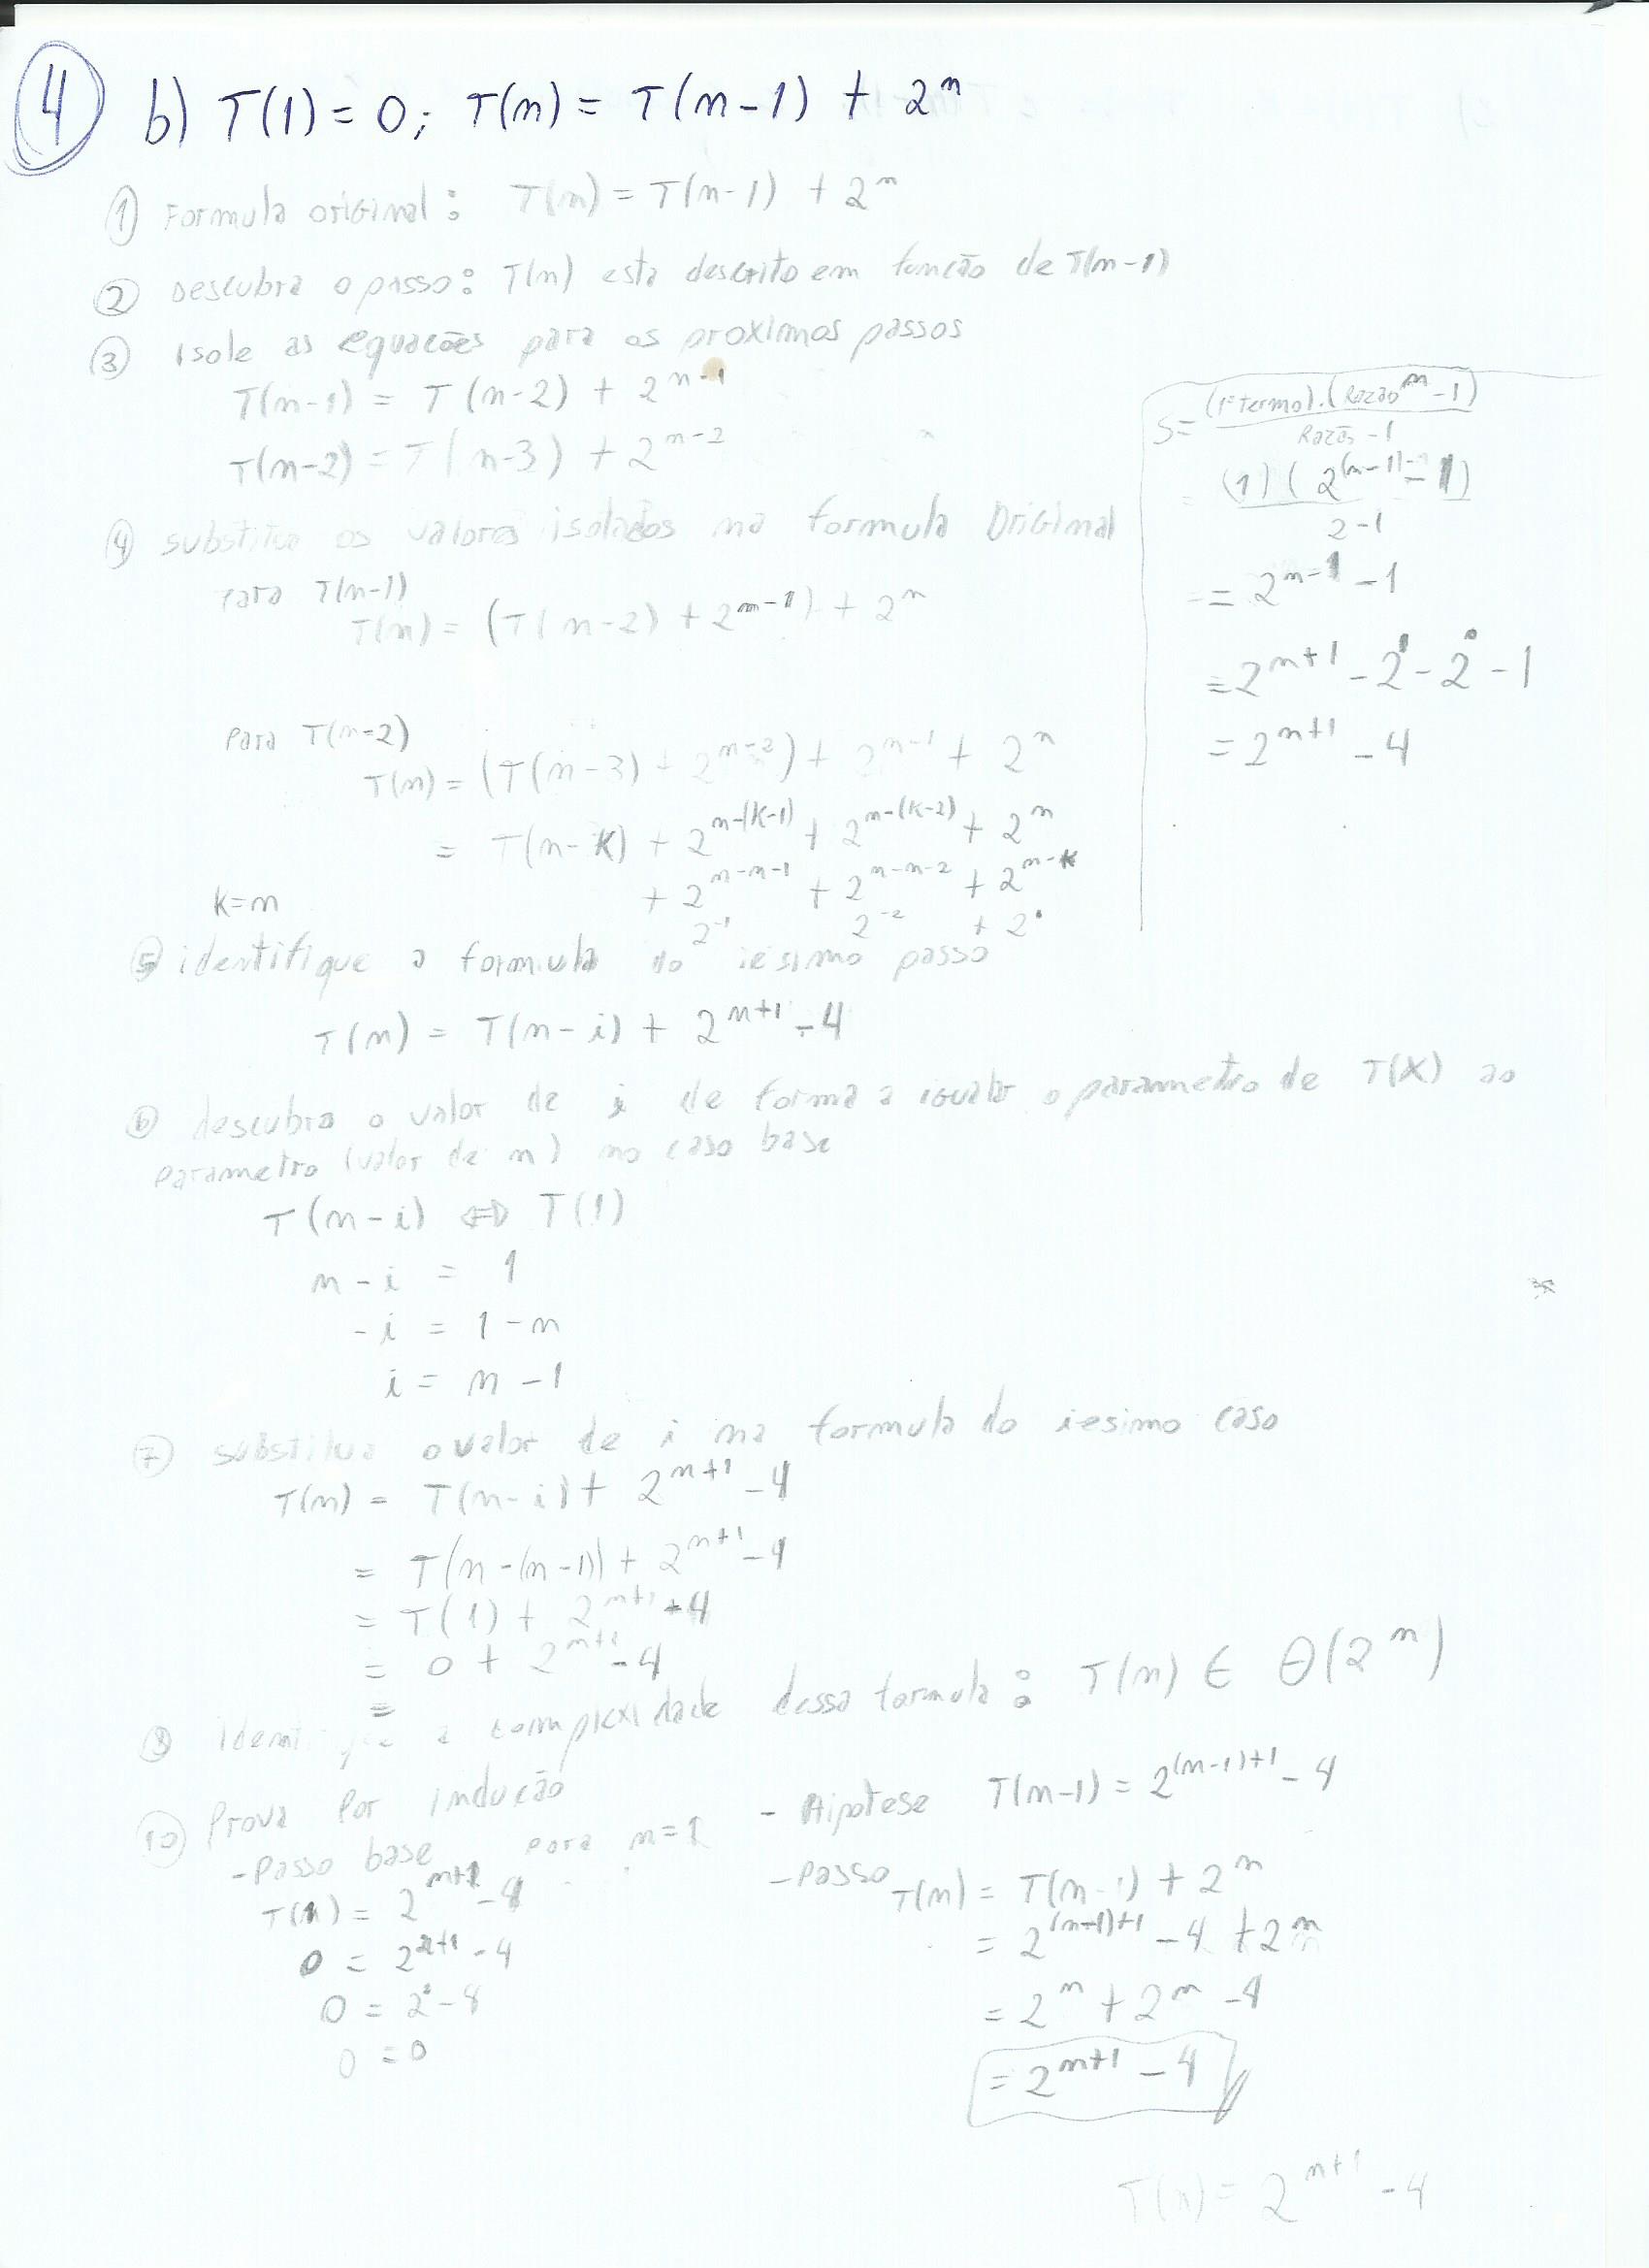 4 b) T(1) = 0; T(n) = T(n-1) + 2^n
1 Formula original: T(n) = T(n-1) + 2^n
2 Descubra o passo: T(n) esta descrito em função de T(n-1)
3 isole as equações para os proximos passos
T(n-1) = T(n-2) + 2^{n-1}
T(n-2) = T(n-3) + 2^{n-2}
4 substitua os valores isolados na formula Original
Para T(n-1)
T(n) = (T(n-2) + 2^{n-1}) + 2^n
Para T(n-2)
T(n) = (T(n-3) + 2^{n-2}) + 2^{n-1} + 2^n
= T(n-k) + 2^{n-(k-1)} + 2^{n-(k-2)} + 2^n
+ 2^{n-n-1} + 2^{n-n-2} + 2^{n-k}
k=n
2^{-1} 2^{-2} + 2^0
S = (1º termo).(Razão^n - 1)
Razão - 1
= (1) (2^{(n-1)} - 1)
2-1
= 2^{n-1} - 1
= 2^{n+1} - 2^1 - 2^0 - 1
= 2^{n+1} - 4
5 identifique a formula do iesimo passo
T(n) = T(n-i) + 2^{n+1} - 4
6 descubra o valor de i de forma a igualar o parametro de T(X) ao
parametro (valor de n) no caso base
T(n-i) ⇔ T(1)
n-i = 1
-i = 1-n
i = n-1
7 substitua o valor de i na formula do iesimo caso
T(n) = T(n-i) + 2^{n+1} - 4
= T(n-(n-1)) + 2^{n+1} - 4
= T(1) + 2^{n+1} - 4
= 0 + 2^{n+1} - 4
=
8 identifique a complexidade dessa formula: T(n) ∈ Θ(2^n)
10 Prova Por indução
-Passo base para n=1
T(1) = 2^{n+1} - 4
0 = 2^{1+1} - 4
0 = 2^2 - 4
0 = 0
- Hipotese T(n-1) = 2^{(n-1)+1} - 4
- Passo T(n) = T(n-1) + 2^n
= 2^{(n-1)+1} - 4 + 2^n
= 2^n + 2^n - 4
= 2^{n+1} - 4
T(n) = 2^{n+1} - 4